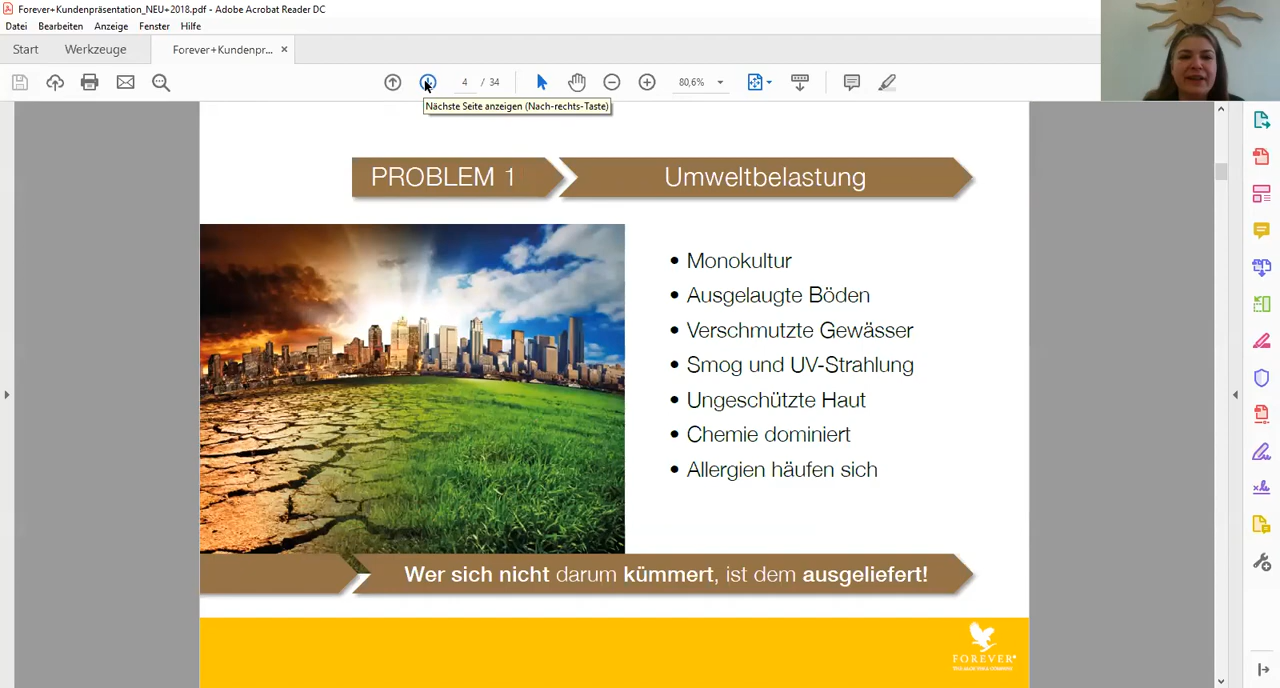 Forever+Kundenpräsentation_NEU+2018.pdf - Adobe Acrobat Reader DC
Datei Bearbeiten Anzeige Fenster Hilfe
Start Werkzeuge Forever+Kundenpr... ×
4 / 34 80,6%
Nächste Seite anzeigen (Nach-rechts-Taste)
PROBLEM 1 Umweltbelastung
• Monokultur
• Ausgelaugte Böden
• Verschmutzte Gewässer
• Smog und UV-Strahlung
• Ungeschützte Haut
• Chemie dominiert
• Allergien häufen sich
Wer sich nicht darum kümmert, ist dem ausgeliefert!
FOREVER